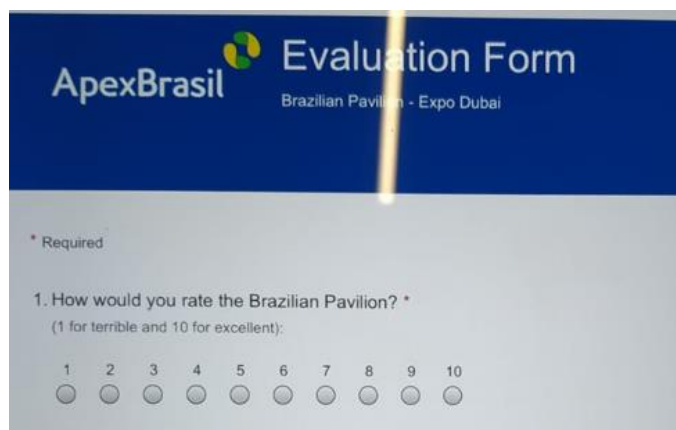 ApexBrasil
Evaluation Form
Brazilian Pavilion - Expo Dubai
* Required
1. How would you rate the Brazilian Pavilion? *
(1 for terrible and 10 for excellent):
1 2 3 4 5 6 7 8 9 10